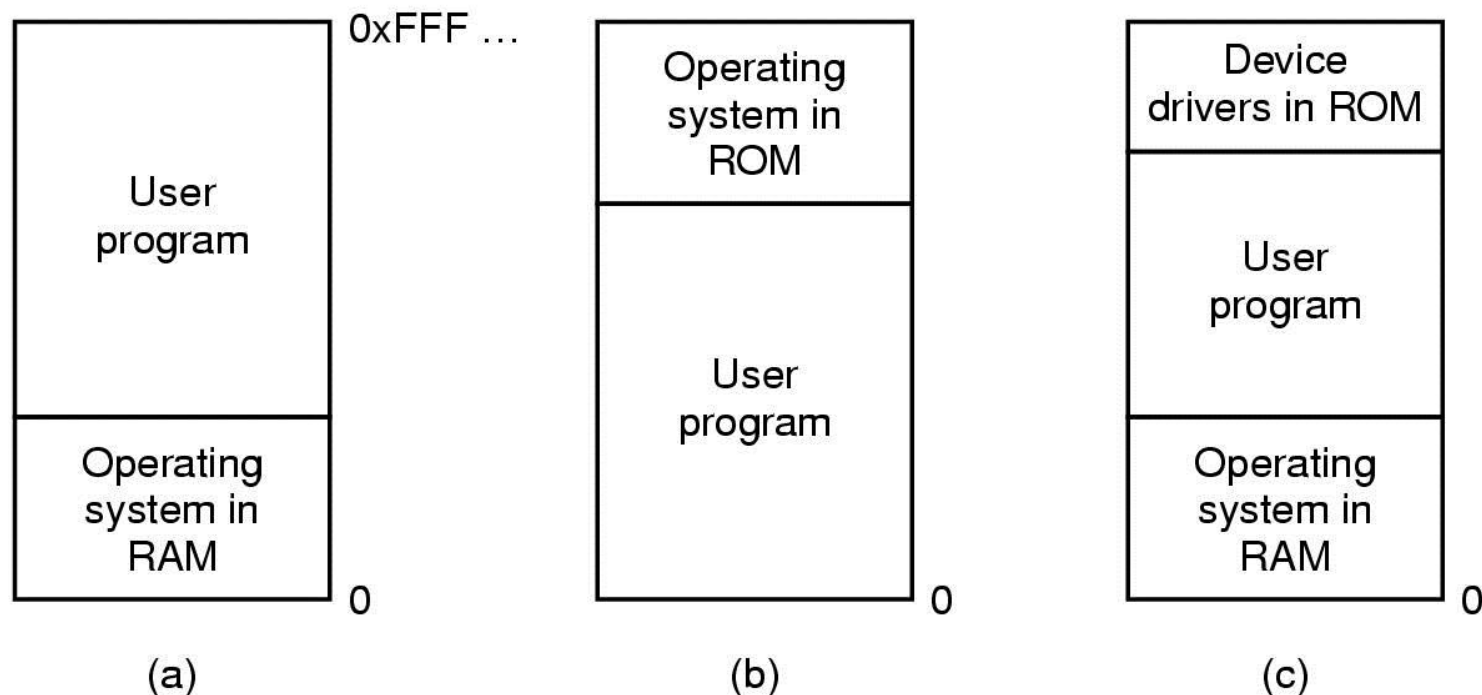 User
program
Operating
system in
RAM
0xFFF …
0
(a)
Operating
system in
ROM
User
program
0
(b)
Device
drivers in ROM
User
program
Operating
system in
RAM
0
(c)